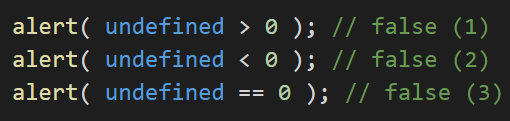 alert( undefined > 0 ); // false (1)
alert( undefined < 0 ); // false (2)
alert( undefined == 0 ); // false (3)